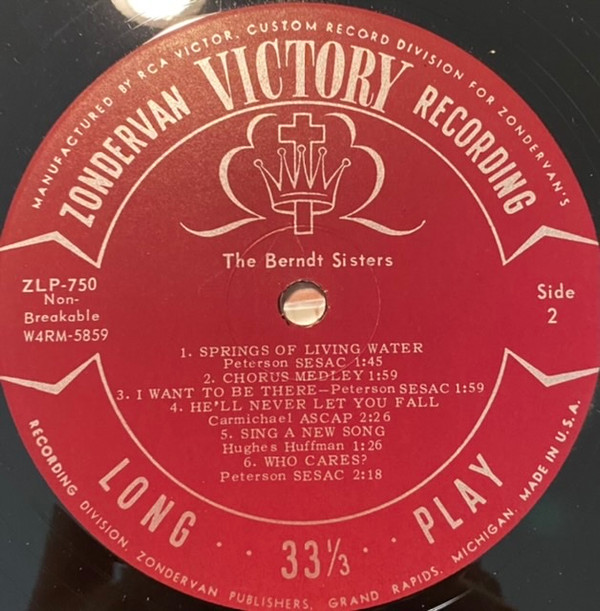 MANUFACTURED BY RCA VICTOR, CUSTOM RECORD DIVISION FOR ZONDERVAN'S
ZONDERVAN VICTORY RECORDING
The Berndt Sisters
ZLP-750
Non-
Breakable
W4RM-5859
Side
2
1. SPRINGS OF LIVING WATER
Peterson SESAC 1:45
2. CHORUS MEDLEY 1:59
3. I WANT TO BE THERE—Peterson SESAC 1:59
4. HE'LL NEVER LET YOU FALL
Carmichael ASCAP 2:26
5. SING A NEW SONG
Hughes Huffman 1:26
6. WHO CARES?
Peterson SESAC 2:18
LONG · · 33⅓ · · PLAY
RECORDING DIVISION, ZONDERVAN PUBLISHERS, GRAND RAPIDS, MICHIGAN. MADE IN U.S.A.